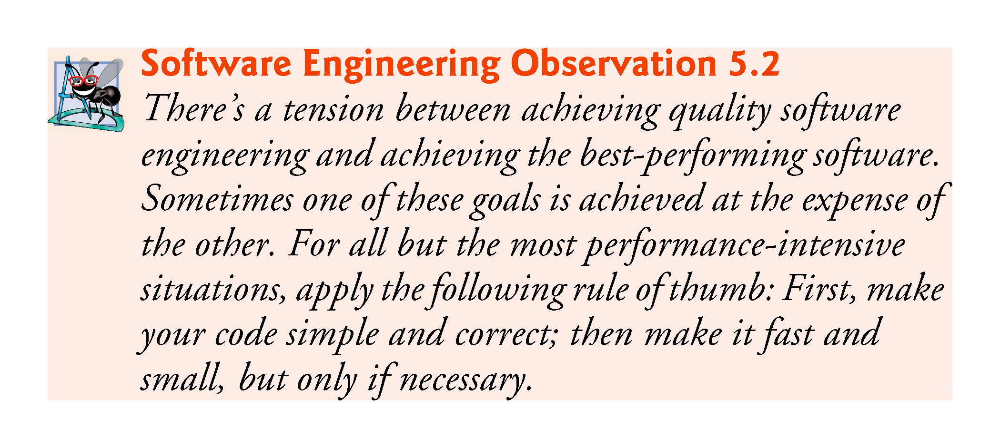 Software Engineering Observation 5.2
There’s a tension between achieving quality software
engineering and achieving the best-performing software.
Sometimes one of these goals is achieved at the expense of
the other. For all but the most performance-intensive
situations, apply the following rule of thumb: First, make
your code simple and correct; then make it fast and
small, but only if necessary.
5.2